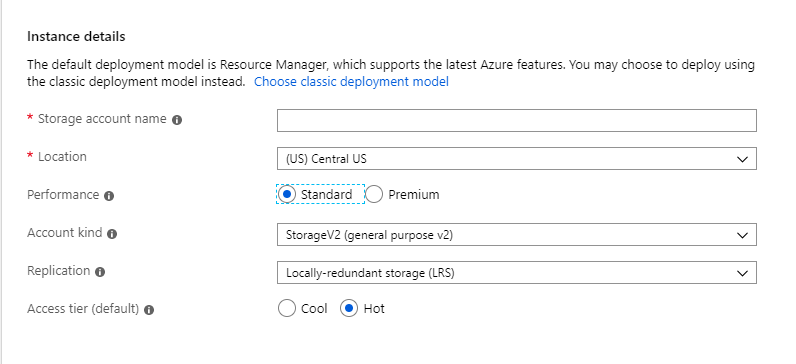 Instance details
The default deployment model is Resource Manager, which supports the latest Azure features. You may choose to deploy using
the classic deployment model instead. Choose classic deployment model
* Storage account name
* Location (US) Central US
Performance Standard Premium
Account kind StorageV2 (general purpose v2)
Replication Locally-redundant storage (LRS)
Access tier (default) Cool Hot